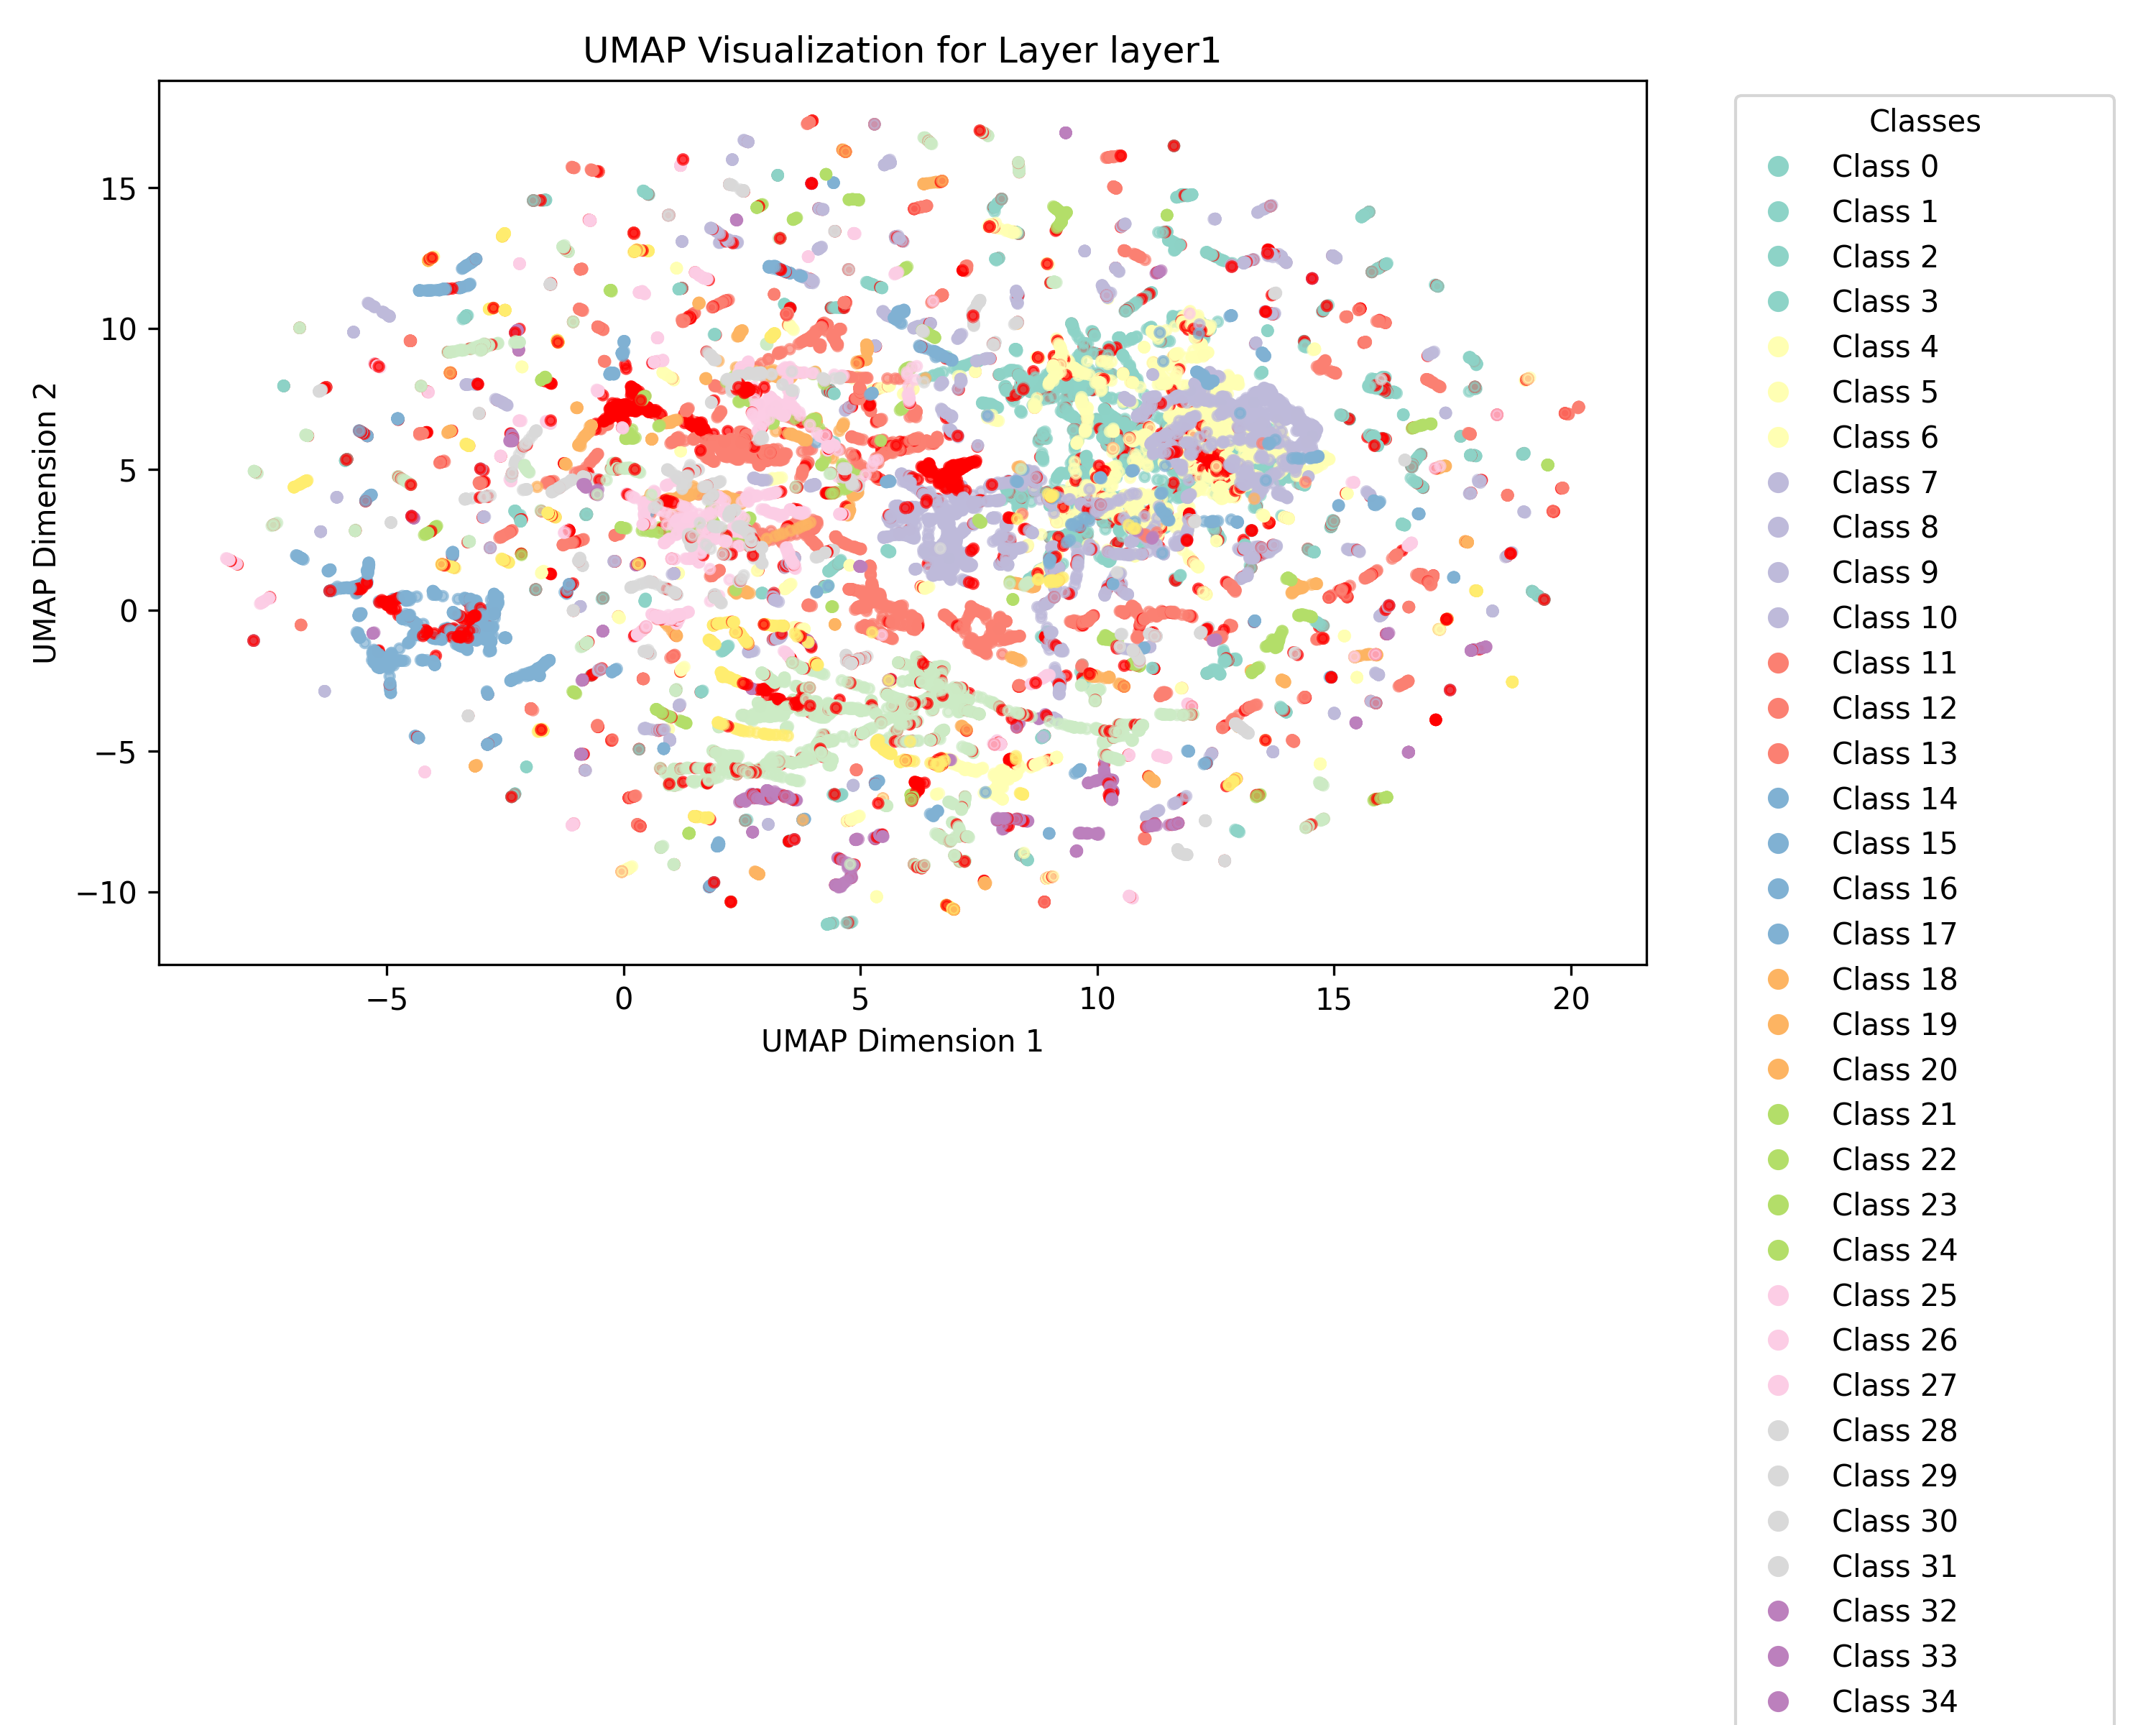 UMAP Visualization for Layer layer1
15
10
5
0
−5
−10
−5
0
5
10
15
20
UMAP Dimension 1
UMAP Dimension 2
Classes
Class 0
Class 1
Class 2
Class 3
Class 4
Class 5
Class 6
Class 7
Class 8
Class 9
Class 10
Class 11
Class 12
Class 13
Class 14
Class 15
Class 16
Class 17
Class 18
Class 19
Class 20
Class 21
Class 22
Class 23
Class 24
Class 25
Class 26
Class 27
Class 28
Class 29
Class 30
Class 31
Class 32
Class 33
Class 34